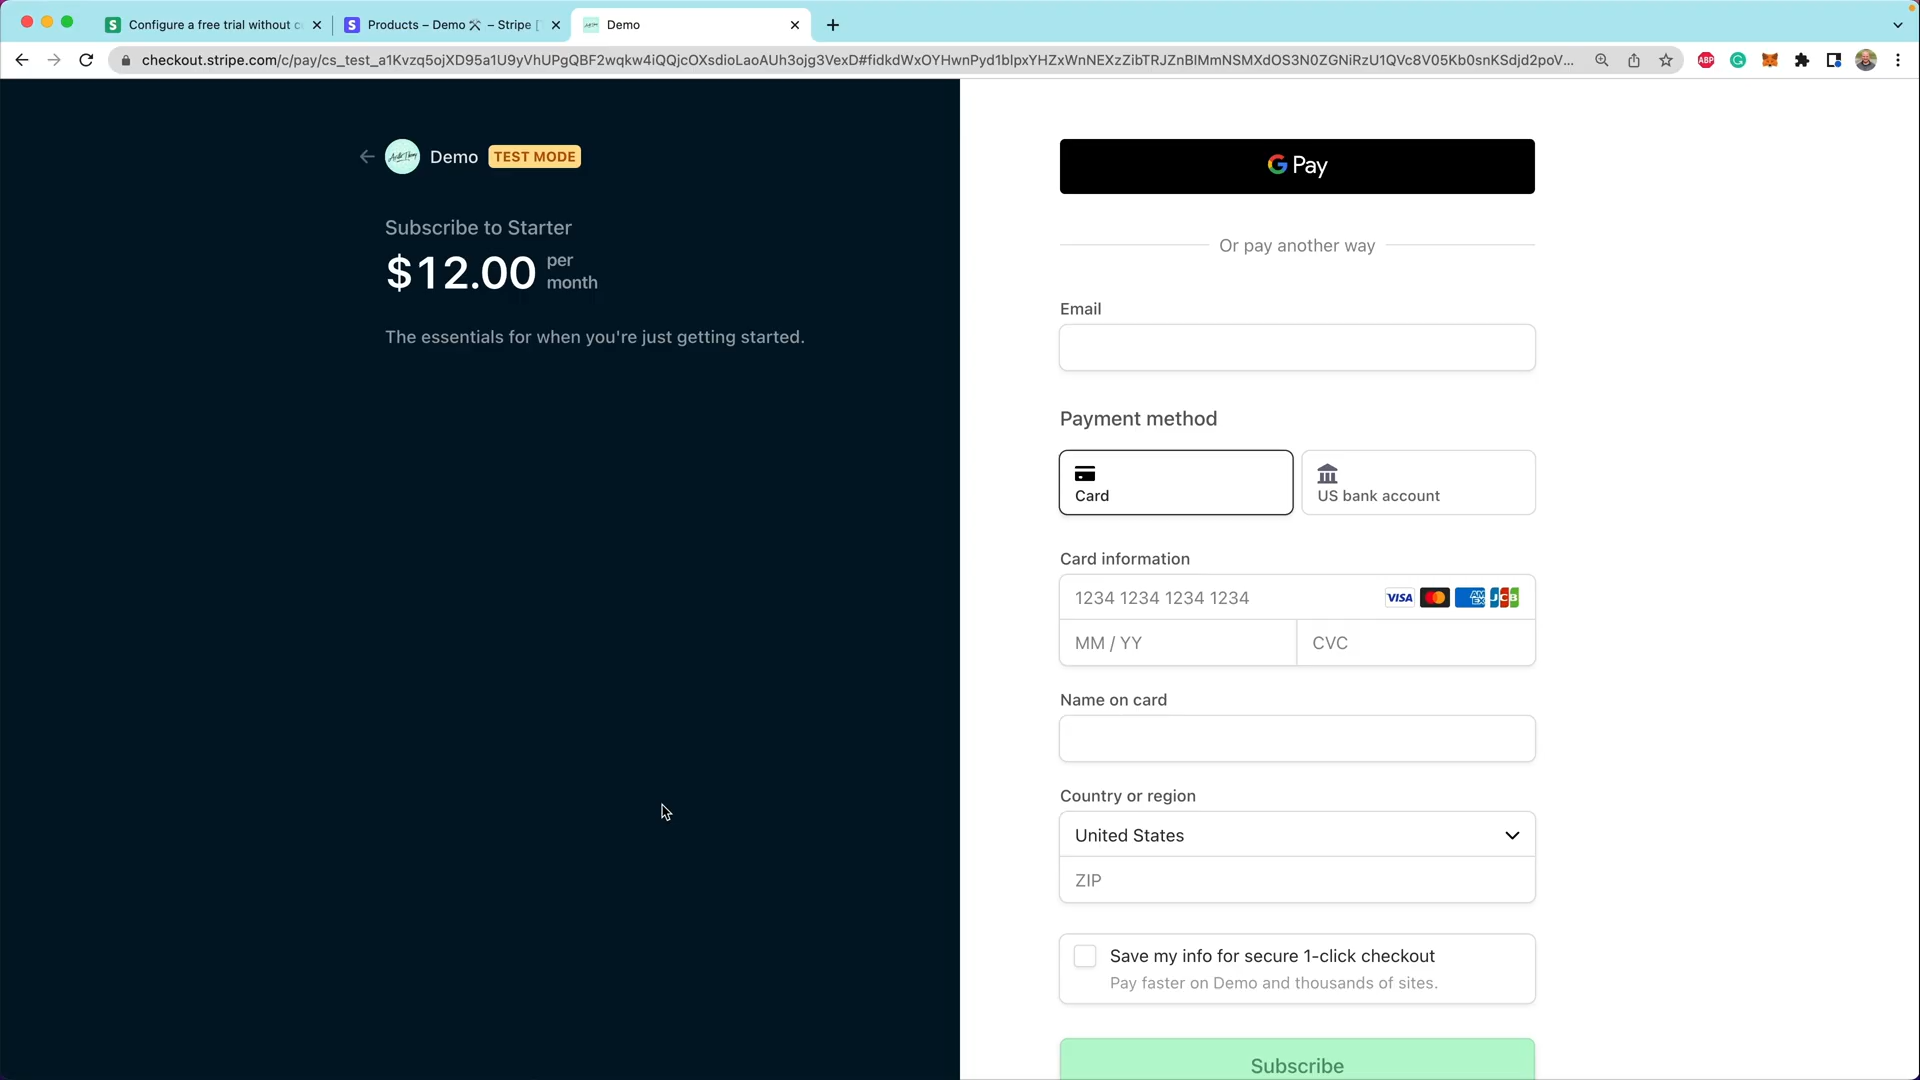 Configure a free trial without c
Products – Demo 🛠 – Stripe [
Demo
checkout.stripe.com/c/pay/cs_test_a1Kvzq5ojXD95a1U9yVhUPgQBF2wqkw4iQQjcOXsdioLaoAUh3ojg3VexD#fidkdWxOYHwnPyd1blpxYHZxWnNEXzZibTRJZnBlMmNSMXdOS3N0ZGNiRzU1QVc8V05Kb0snKSdjd2poV...
ABP
Demo
TEST MODE
Subscribe to Starter
$12.00 per month
The essentials for when you're just getting started.
G Pay
Or pay another way
Email
Payment method
Card
US bank account
Card information
1234 1234 1234 1234
VISA
AMEX
JCB
MM / YY
CVC
Name on card
Country or region
United States
ZIP
Save my info for secure 1-click checkout
Pay faster on Demo and thousands of sites.
Subscribe